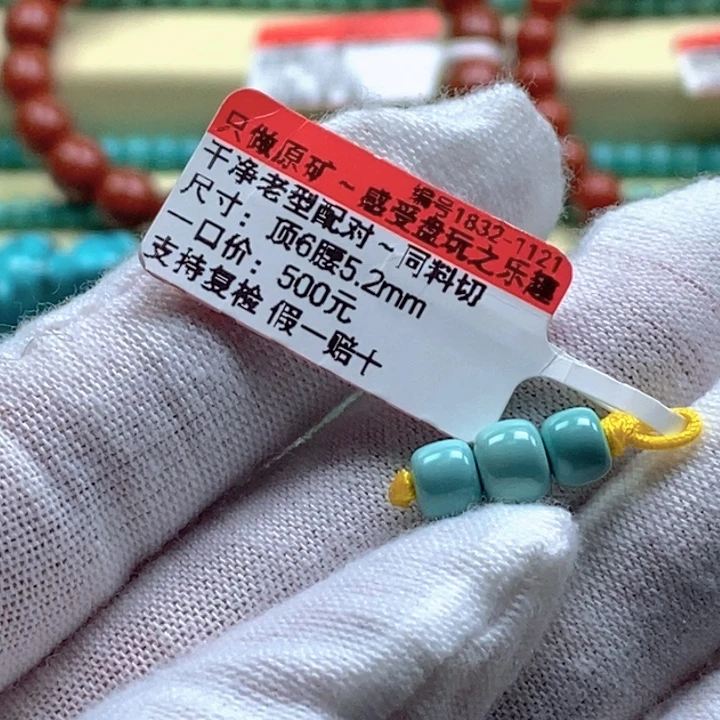 只做原矿~感受盘玩之乐趣
编号1832-1121
干净老型配对~同料切
尺寸：顶6腰5.2mm
一口价：500元
支持复检 假一赔十